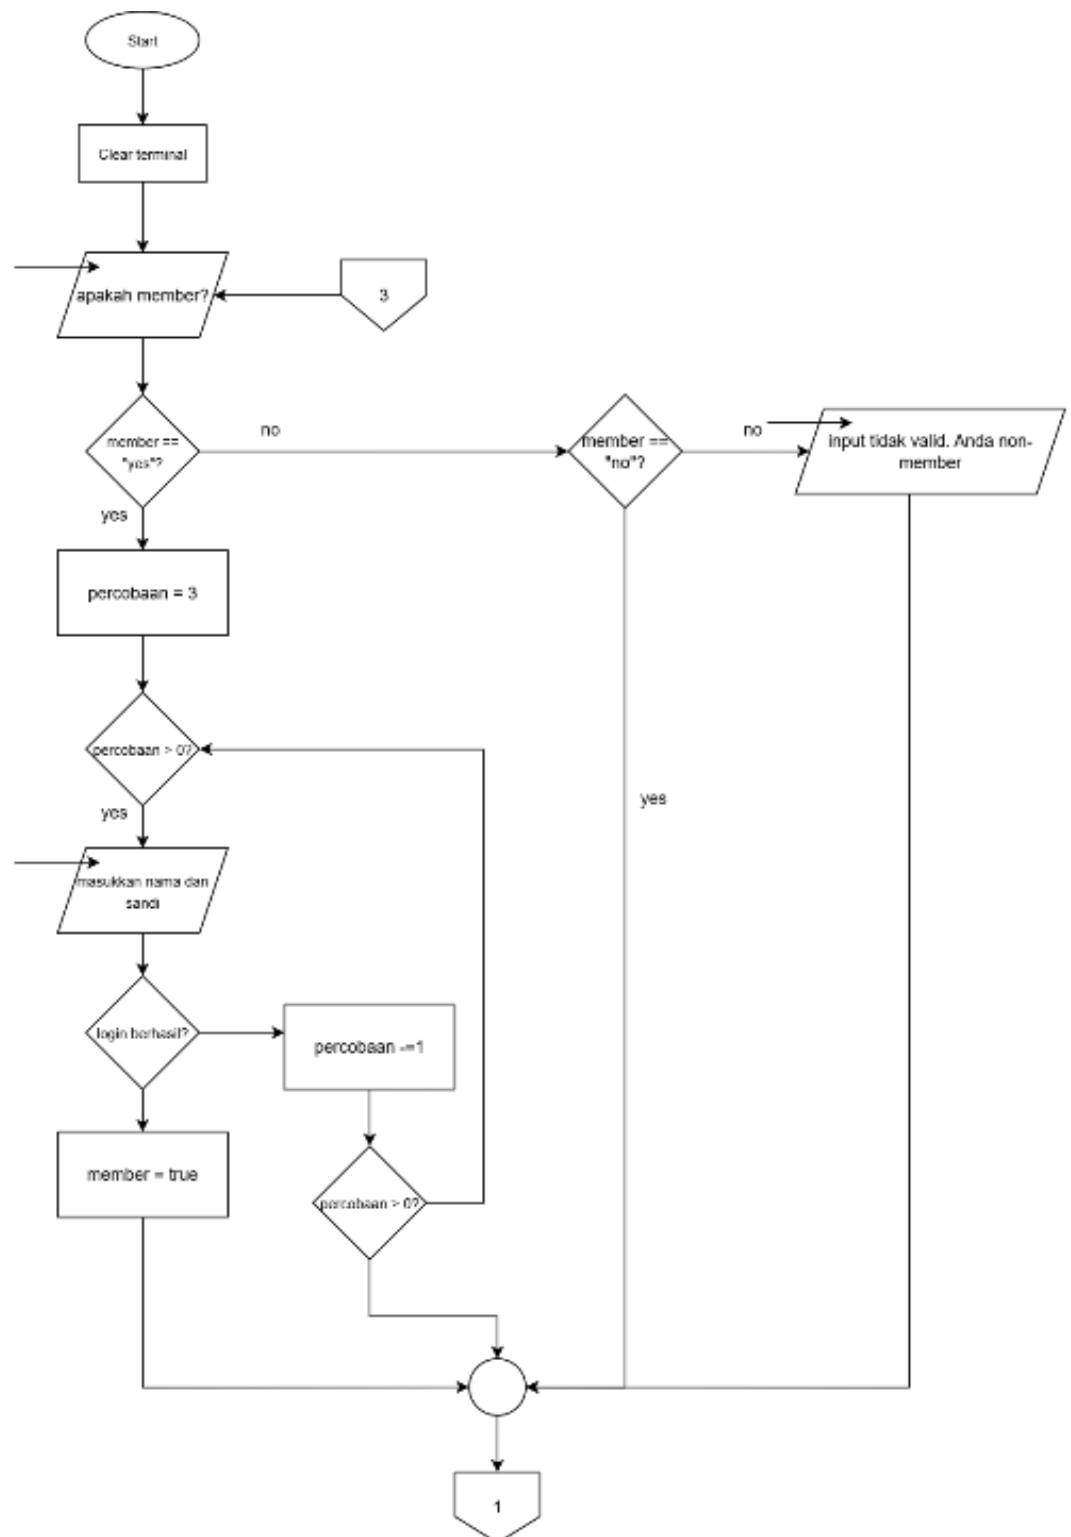 Start
Clear terminal
apakah member?
3
member ==
"yes"?
no
member ==
"no"?
no
input tidak valid. Anda non-
member
yes
percobaan = 3
percobaan > 0?
yes
yes
masukkan nama dan
sandi
login berhasil?
percobaan -=1
member = true
percobaan > 0?
1